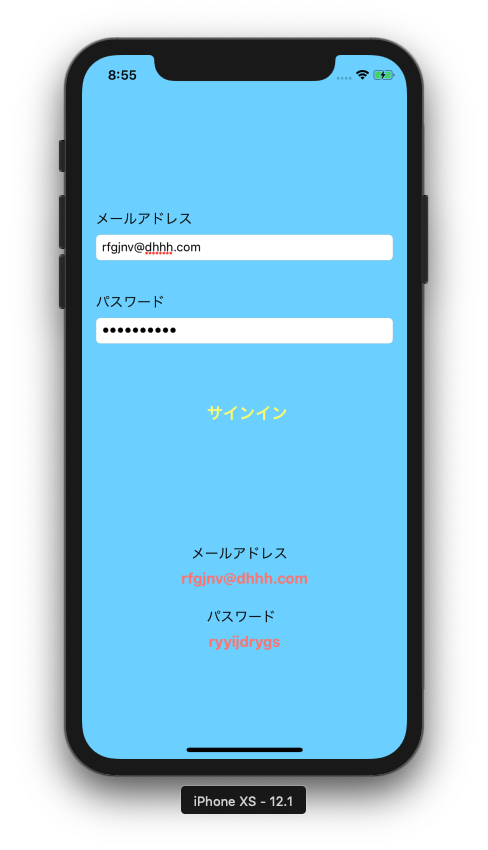 8:55
メールアドレス
rfgjnv@dhhh.com
パスワード
••••••••••
サインイン
メールアドレス
rfgjnv@dhhh.com
パスワード
ryyijdrygs
iPhone XS - 12.1